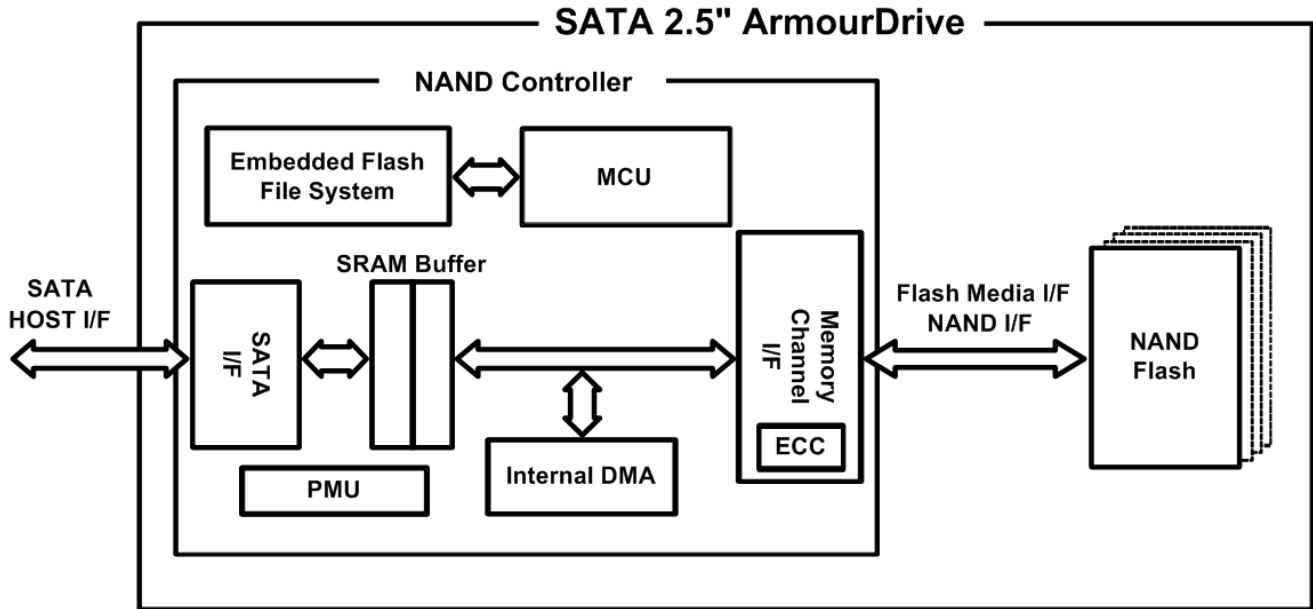 SATA 2.5" ArmourDrive
NAND Controller
Embedded Flash
File System
MCU
SRAM Buffer
SATA
HOST I/F
SATA
I/F
Memory
Channel
I/F
ECC
Flash Media I/F
NAND I/F
NAND
Flash
PMU
Internal DMA